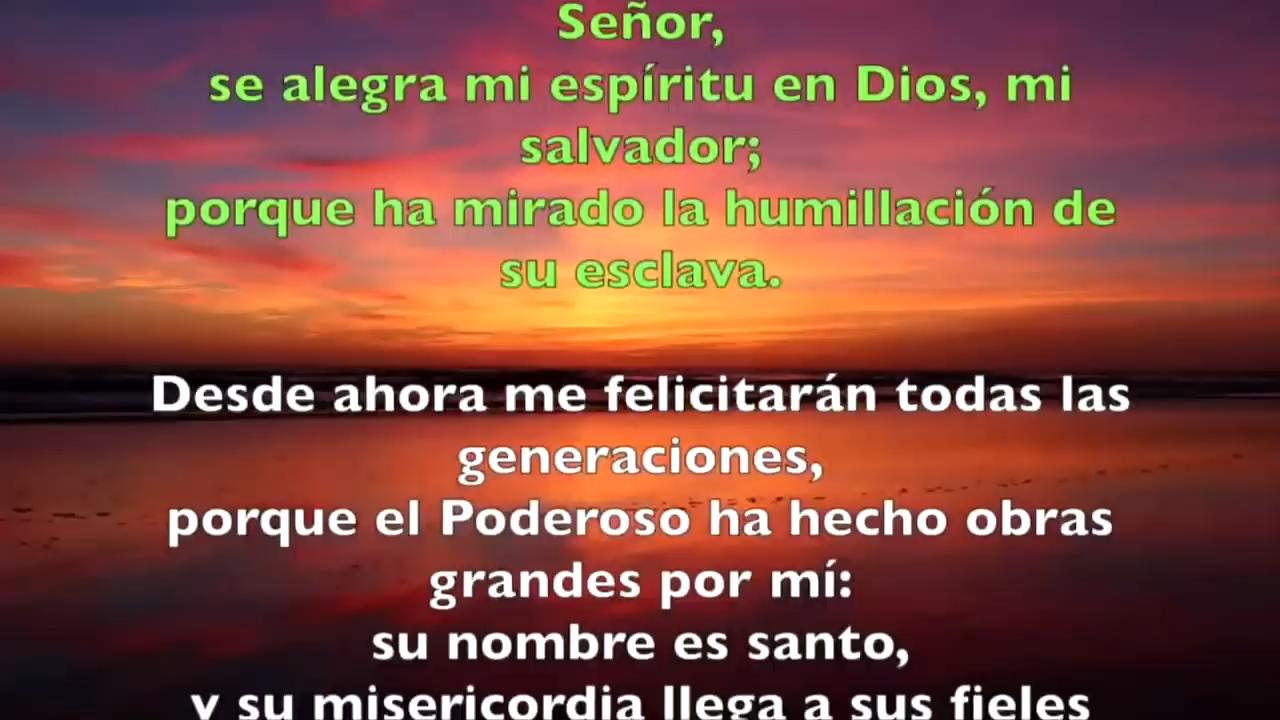 Señor,
se alegra mi espíritu en Dios, mi
salvador;
porque ha mirado la humillación de
su esclava.
Desde ahora me felicitarán todas las
generaciones,
porque el Poderoso ha hecho obras
grandes por mí:
su nombre es santo,
y su misericordia llega a sus fieles